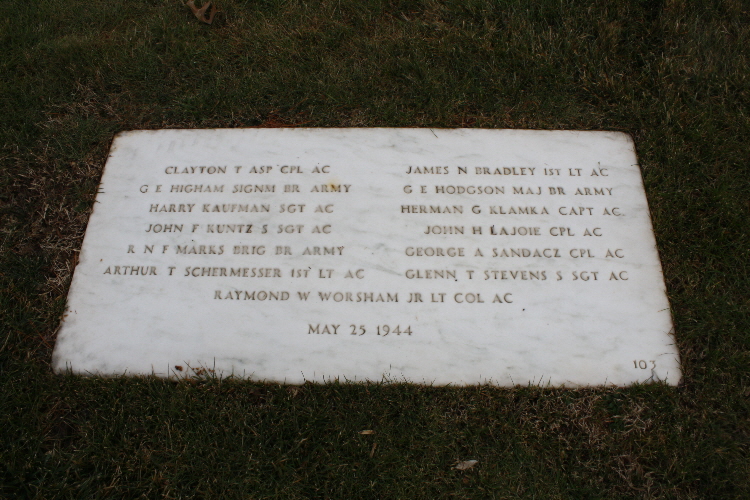 CLAYTON T ASP CPL AC JAMES N BRADLEY 1ST LT AC
G E HIGHAM SIGNM BR ARMY G E HODGSON MAJ BR ARMY
HARRY KAUFMAN SGT AC HERMAN G KLAMKA CAPT AC
JOHN F KUNTZ S SGT AC JOHN H LAJOIE CPL AC
R N F MARKS BRIG BR ARMY GEORGE A SANDACZ CPL AC
ARTHUR T SCHERMESSER 1ST LT AC GLENN T STEVENS S SGT AC
RAYMOND W WORSHAM JR LT COL AC
MAY 25 1944
103